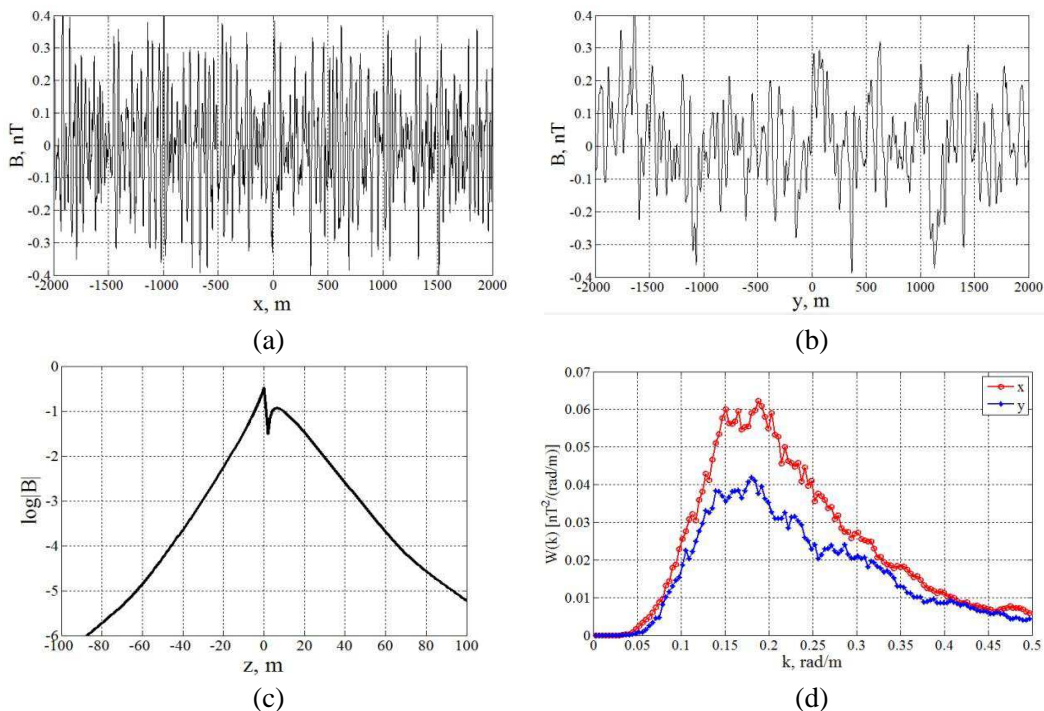 0.4 0.3 0.2 0.1 0 -0.1 -0.2 -0.3 0.4
B, nT
-2000 -1500 -1000 -500 0 500 1000 1500 2000
x, m
(a)
0.4 0.3 0.2 0.1 0 -0.1 -0.2 -0.3 0.4
B, nT
-2000 -1500 -1000 -500 0 500 1000 1500 2000
y, m
(b)
0 -1 -2 -3 -4 -5 -6
log|B|
-100 -80 -60 -40 -20 0 20 40 60 80 100
z, m
(c)
0.07 0.06 0.05 0.04 0.03 0.02 0.01 0
W(k) [nT²/(rad/m)]
x
y
0 0.05 0.1 0.15 0.2 0.25 0.3 0.35 0.4 0.45 0.5
k, rad/m
(d)